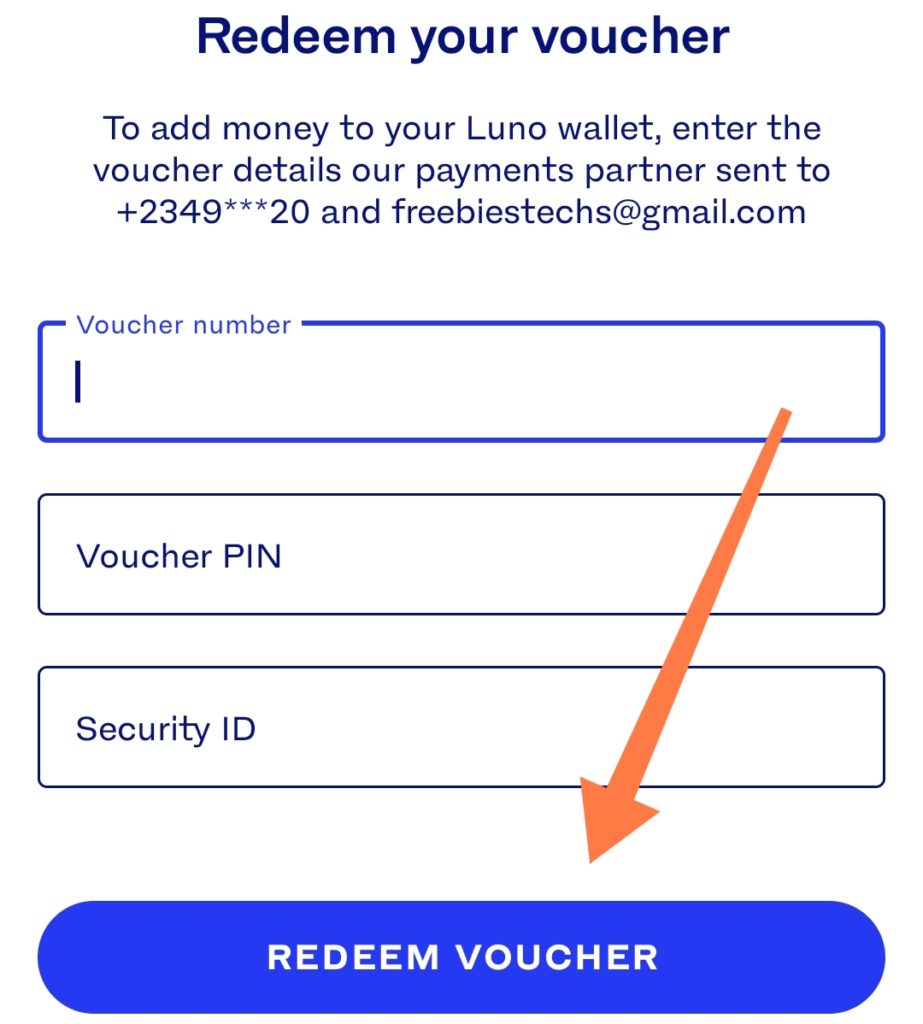 Redeem your voucher
To add money to your Luno wallet, enter the
voucher details our payments partner sent to
+2349***20 and freebiestechs@gmail.com
Voucher number
Voucher PIN
Security ID
REDEEM VOUCHER